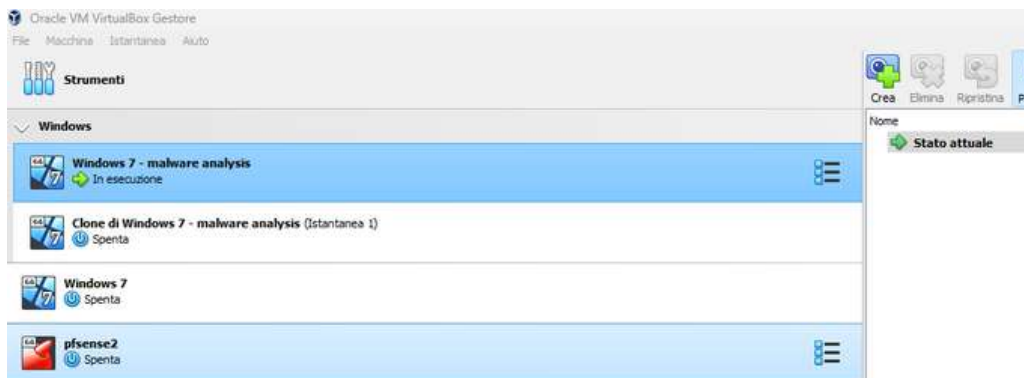 Oracle VM VirtualBox Gestore
File Macchina Istantanea Aiuto
Strumenti
Crea Elimina Ripristina P
Windows
Nome
Windows 7 - malware analysis
In esecuzione
Stato attuale
Clone di Windows 7 - malware analysis (Istantanea 1)
Spenta
Windows 7
Spenta
pfsense2
Spenta